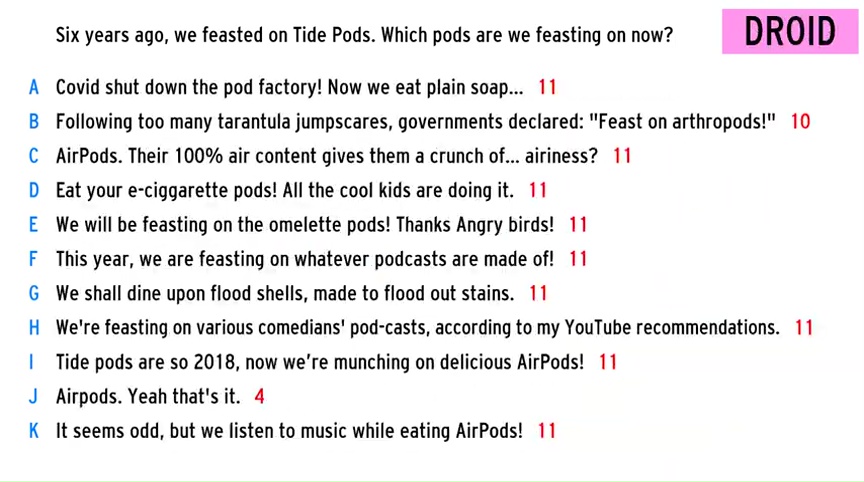 Six years ago, we feasted on Tide Pods. Which pods are we feasting on now?
DROID
A Covid shut down the pod factory! Now we eat plain soap... 11
B Following too many tarantula jumpscares, governments declared: "Feast on arthropods!" 10
C AirPods. Their 100% air content gives them a crunch of... airiness? 11
D Eat your e-ciggarette pods! All the cool kids are doing it. 11
E We will be feasting on the omelette pods! Thanks Angry birds! 11
F This year, we are feasting on whatever podcasts are made of! 11
G We shall dine upon flood shells, made to flood out stains. 11
H We're feasting on various comedians' pod-casts, according to my YouTube recommendations. 11
I Tide pods are so 2018, now we’re munching on delicious AirPods! 11
J Airpods. Yeah that's it. 4
K It seems odd, but we listen to music while eating AirPods! 11